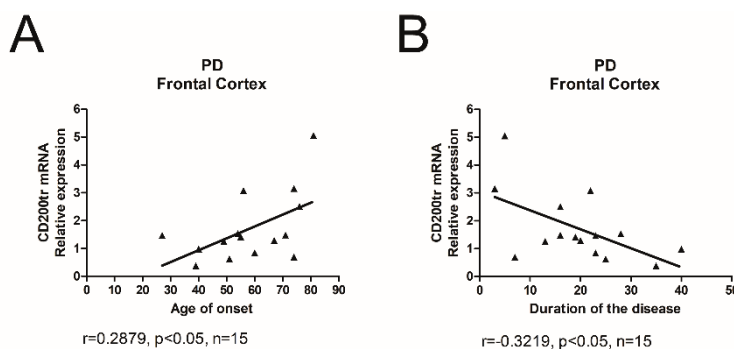 A
PD
Frontal Cortex
CD200tr mRNA
Relative expression
6
5
4
3
2
1
0
0 10 20 30 40 50 60 70 80 90
Age of onset
r=0.2879, p<0.05, n=15
B
PD
Frontal Cortex
CD200tr mRNA
Relative expression
6
5
4
3
2
1
0
0 10 20 30 40 50
Duration of the disease
r=-0.3219, p<0.05, n=15